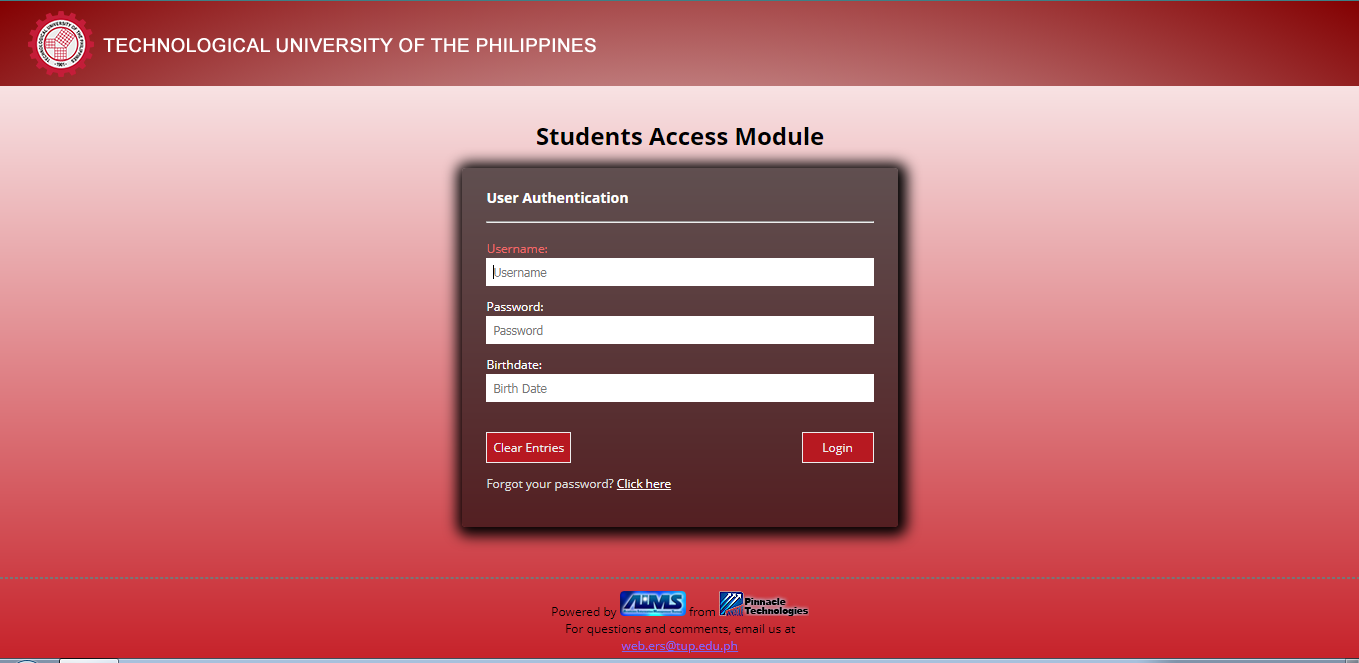 TECHNOLOGICAL UNIVERSITY OF THE PHILIPPINES
Students Access Module
User Authentication
Username:
Username
Password:
Password
Birthdate:
Birth Date
Clear Entries
Login
Forgot your password? Click here
Powered by AIMS from Pinnacle Technologies
For questions and comments, email us at
web.ers@tup.edu.ph